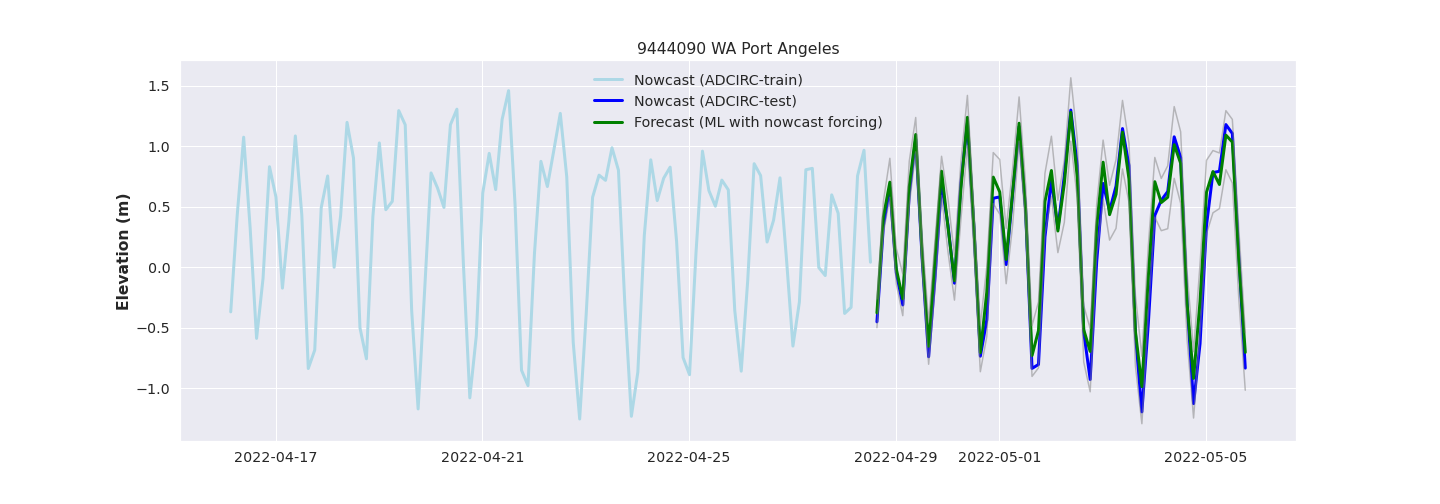 9444090 WA Port Angeles
Nowcast (ADCIRC-train)
Nowcast (ADCIRC-test)
Forecast (ML with nowcast forcing)
Elevation (m)
1.5
1.0
0.5
0.0
−0.5
−1.0
2022-04-17 2022-04-21 2022-04-25 2022-04-29 2022-05-01 2022-05-05